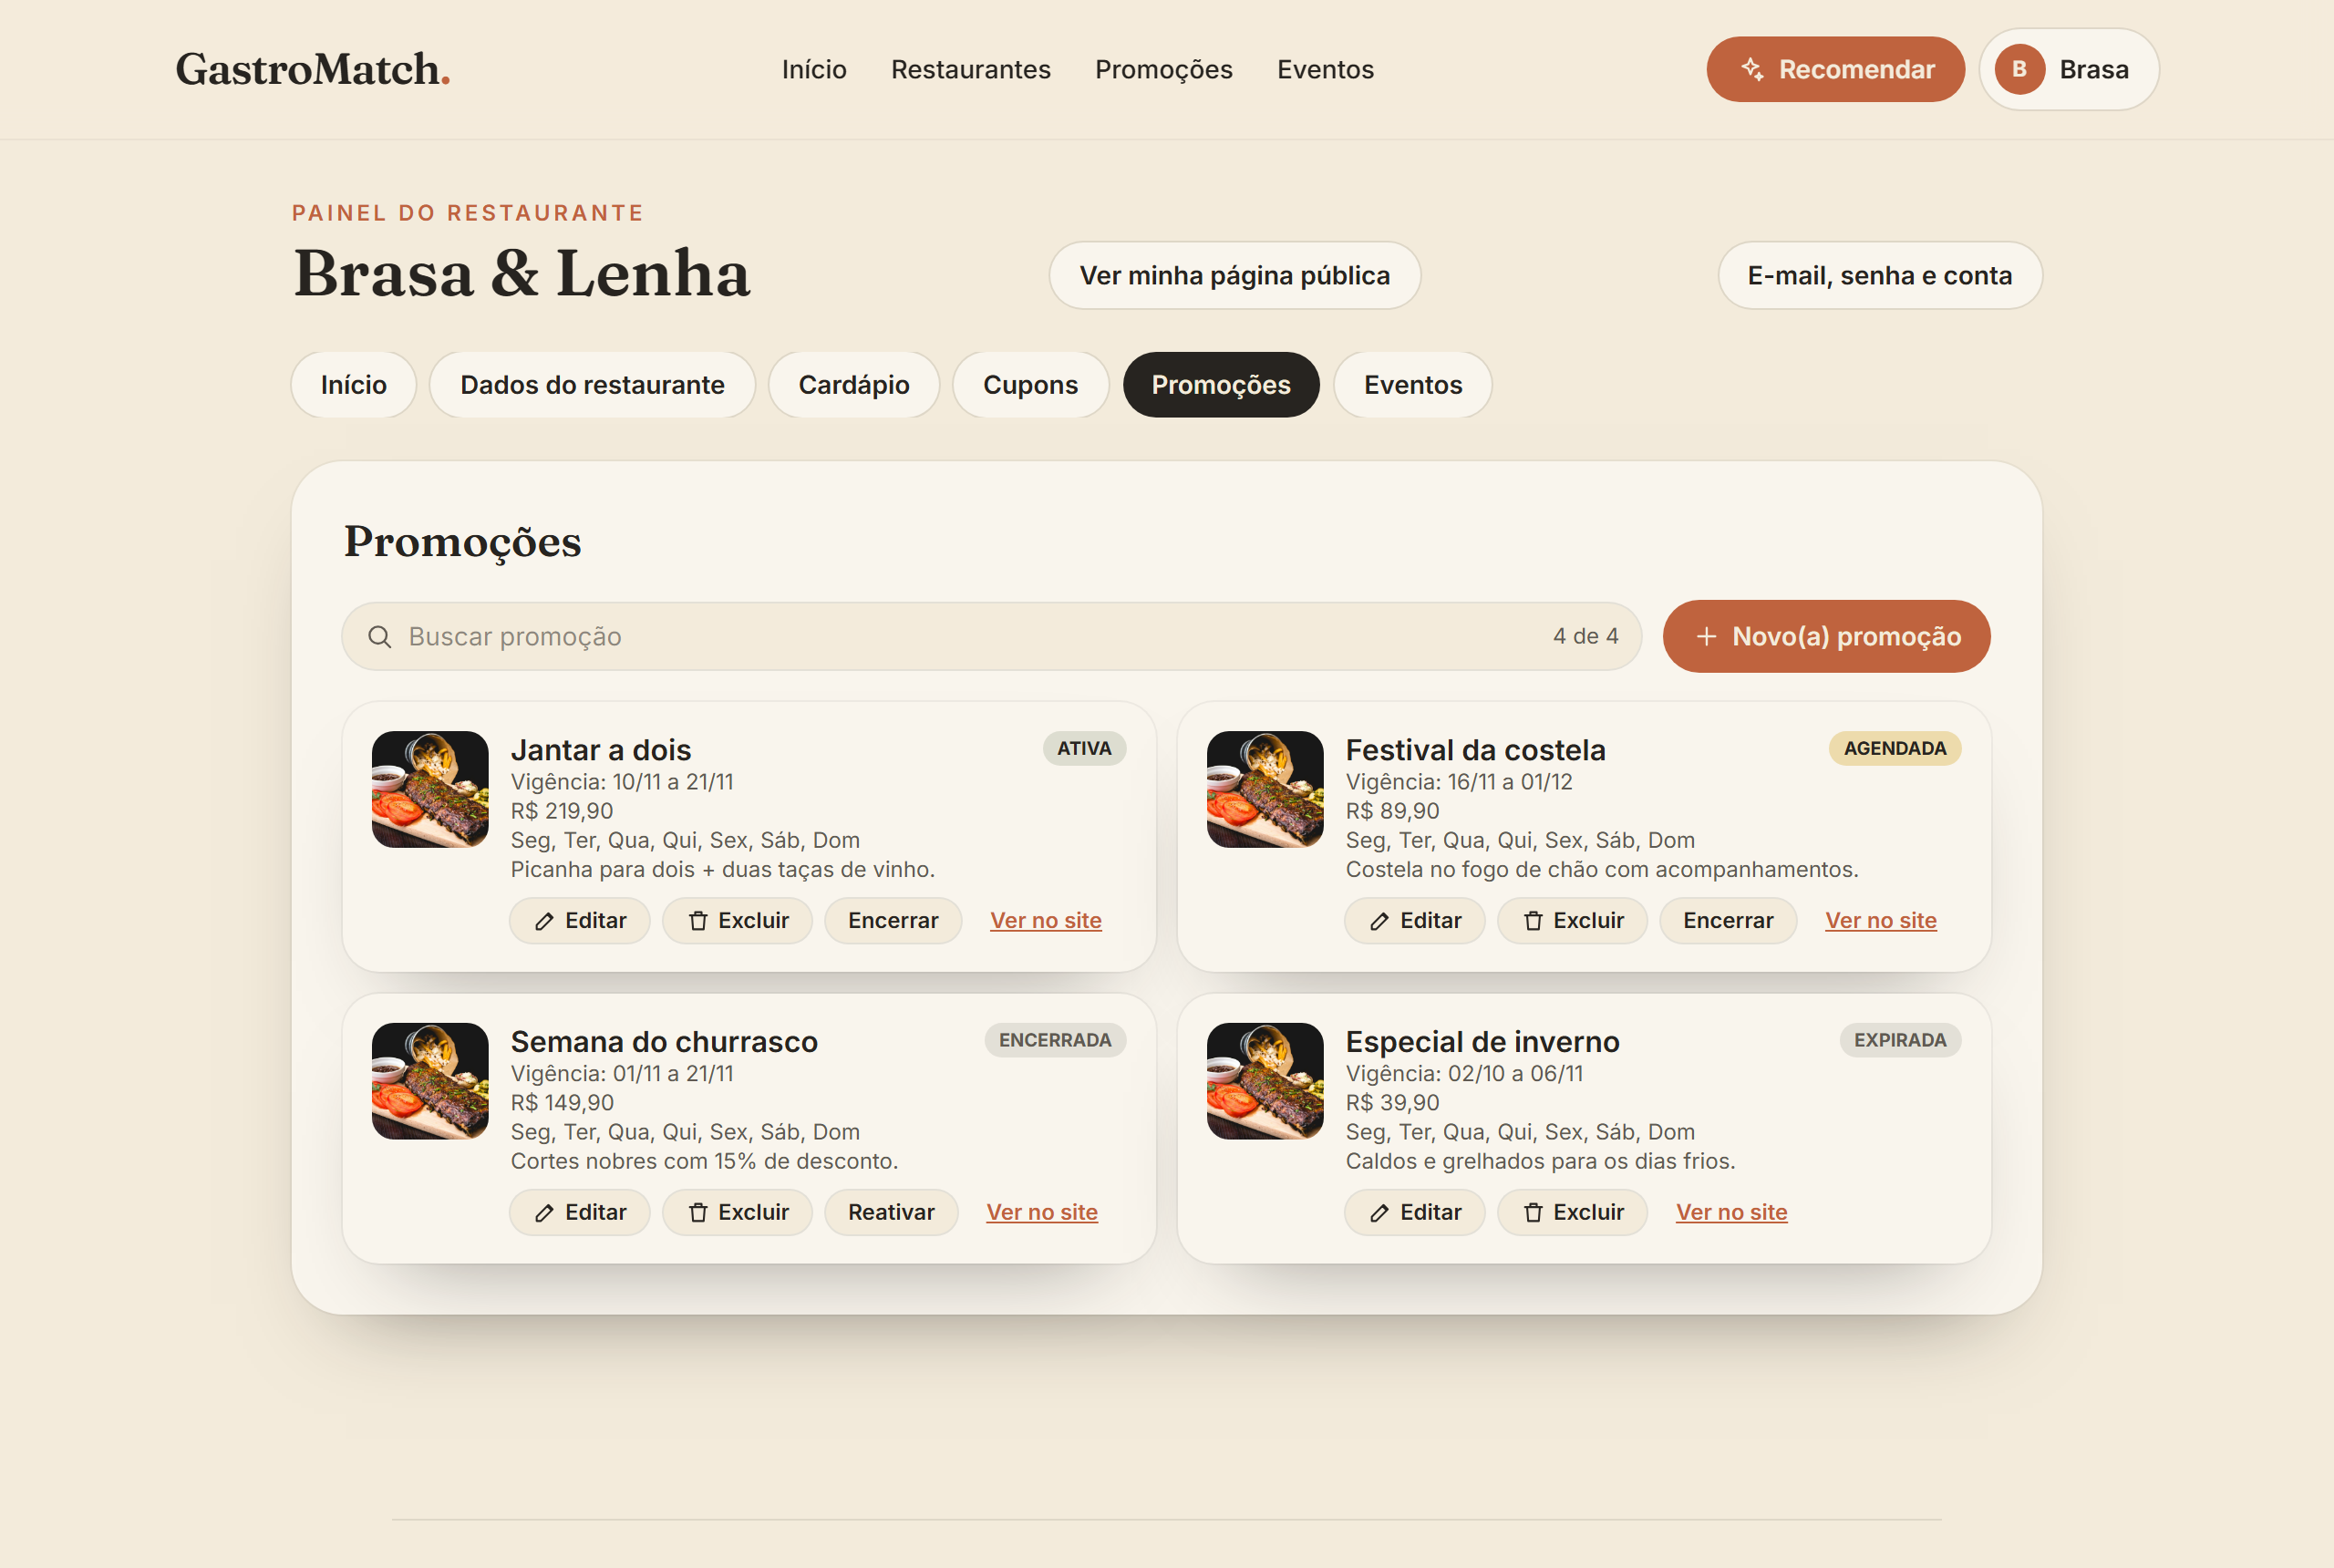 GastroMatch.
Início Restaurantes Promoções Eventos
Recomendar
B Brasa
PAINEL DO RESTAURANTE
Brasa & Lenha
Ver minha página pública
E-mail, senha e conta
Início Dados do restaurante Cardápio Cupons Promoções Eventos
Promoções
Buscar promoção
4 de 4
Novo(a) promoção
Jantar a dois
ATIVA
Vigência: 10/11 a 21/11
R$ 219,90
Seg, Ter, Qua, Qui, Sex, Sáb, Dom
Picanha para dois + duas taças de vinho.
Editar Excluir Encerrar Ver no site
Festival da costela
AGENDADA
Vigência: 16/11 a 01/12
R$ 89,90
Seg, Ter, Qua, Qui, Sex, Sáb, Dom
Costela no fogo de chão com acompanhamentos.
Editar Excluir Encerrar Ver no site
Semana do churrasco
ENCERRADA
Vigência: 01/11 a 21/11
R$ 149,90
Seg, Ter, Qua, Qui, Sex, Sáb, Dom
Cortes nobres com 15% de desconto.
Editar Excluir Reativar Ver no site
Especial de inverno
EXPIRADA
Vigência: 02/10 a 06/11
R$ 39,90
Seg, Ter, Qua, Qui, Sex, Sáb, Dom
Caldos e grelhados para os dias frios.
Editar Excluir Ver no site